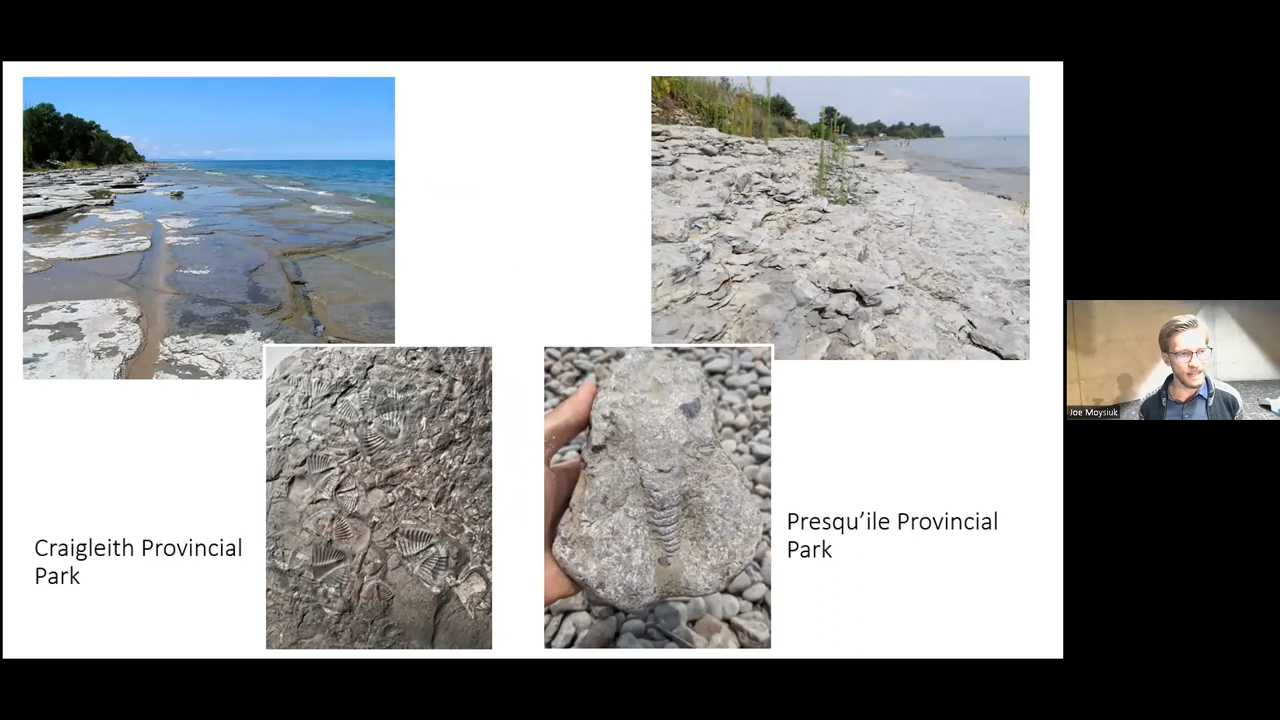 Craigleith Provincial
Park
Presqu’ile Provincial
Park
Joe Moysiuk